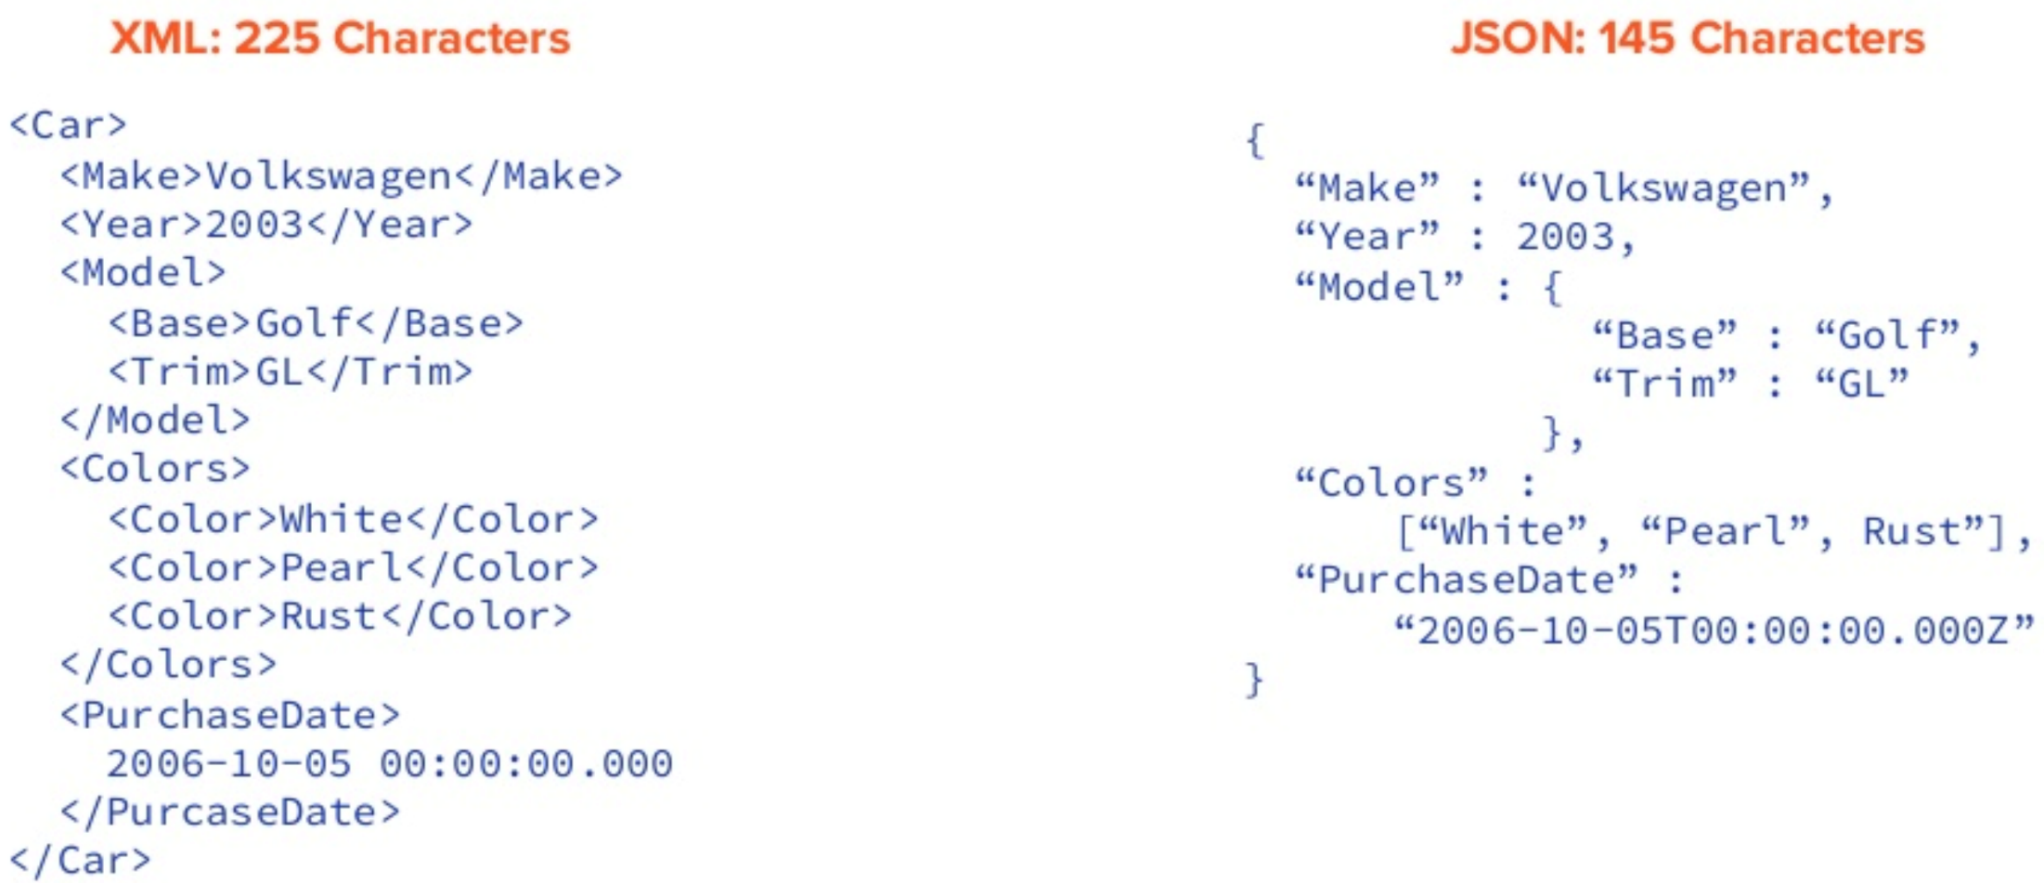 XML: 225 Characters
<Car>
  <Make>Volkswagen</Make>
  <Year>2003</Year>
  <Model>
    <Base>Golf</Base>
    <Trim>GL</Trim>
  </Model>
  <Colors>
    <Color>White</Color>
    <Color>Pearl</Color>
    <Color>Rust</Color>
  </Colors>
  <PurchaseDate>
    2006-10-05 00:00:00.000
  </PurcaseDate>
</Car>
JSON: 145 Characters
{
  “Make” : “Volkswagen”,
  “Year” : 2003,
  “Model” : {
              “Base” : “Golf”,
              “Trim” : “GL”
            },
  “Colors” :
      [“White”, “Pearl”, Rust”],
  “PurchaseDate” :
      “2006-10-05T00:00:00.000Z”
}